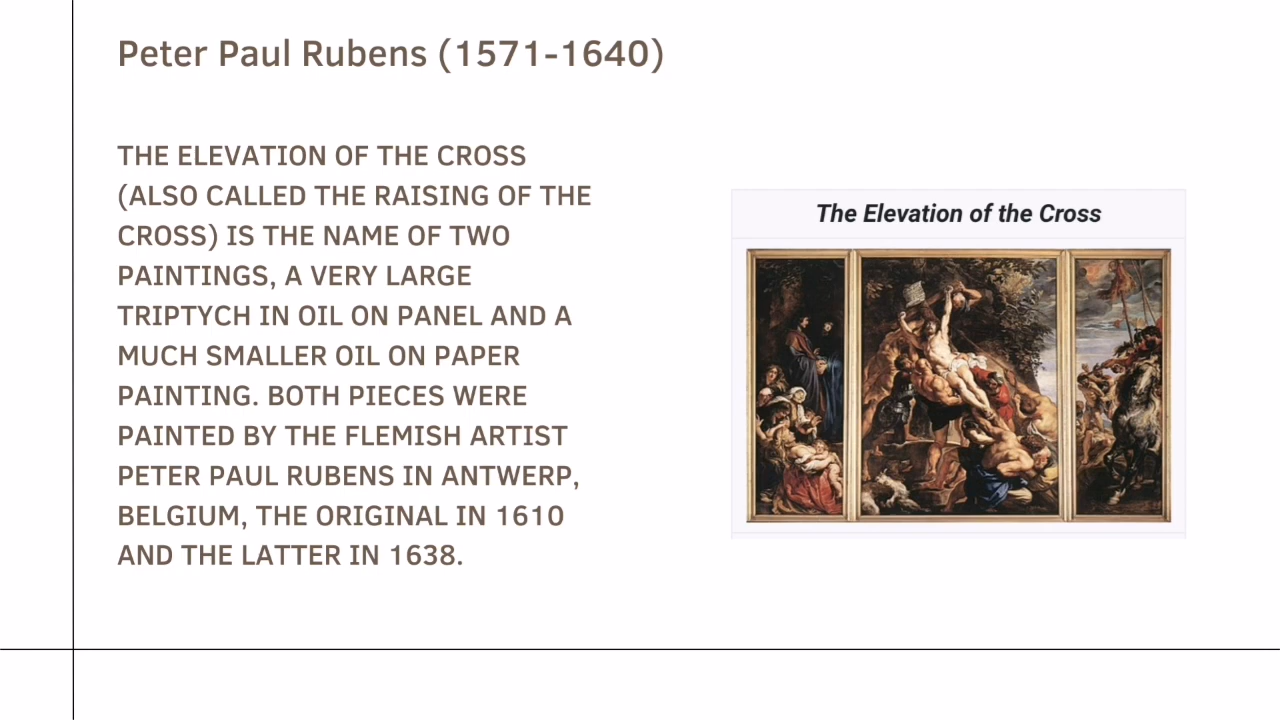 Peter Paul Rubens (1571-1640)
THE ELEVATION OF THE CROSS
(ALSO CALLED THE RAISING OF THE
CROSS) IS THE NAME OF TWO
PAINTINGS, A VERY LARGE
TRIPTYCH IN OIL ON PANEL AND A
MUCH SMALLER OIL ON PAPER
PAINTING. BOTH PIECES WERE
PAINTED BY THE FLEMISH ARTIST
PETER PAUL RUBENS IN ANTWERP,
BELGIUM, THE ORIGINAL IN 1610
AND THE LATTER IN 1638.
The Elevation of the Cross